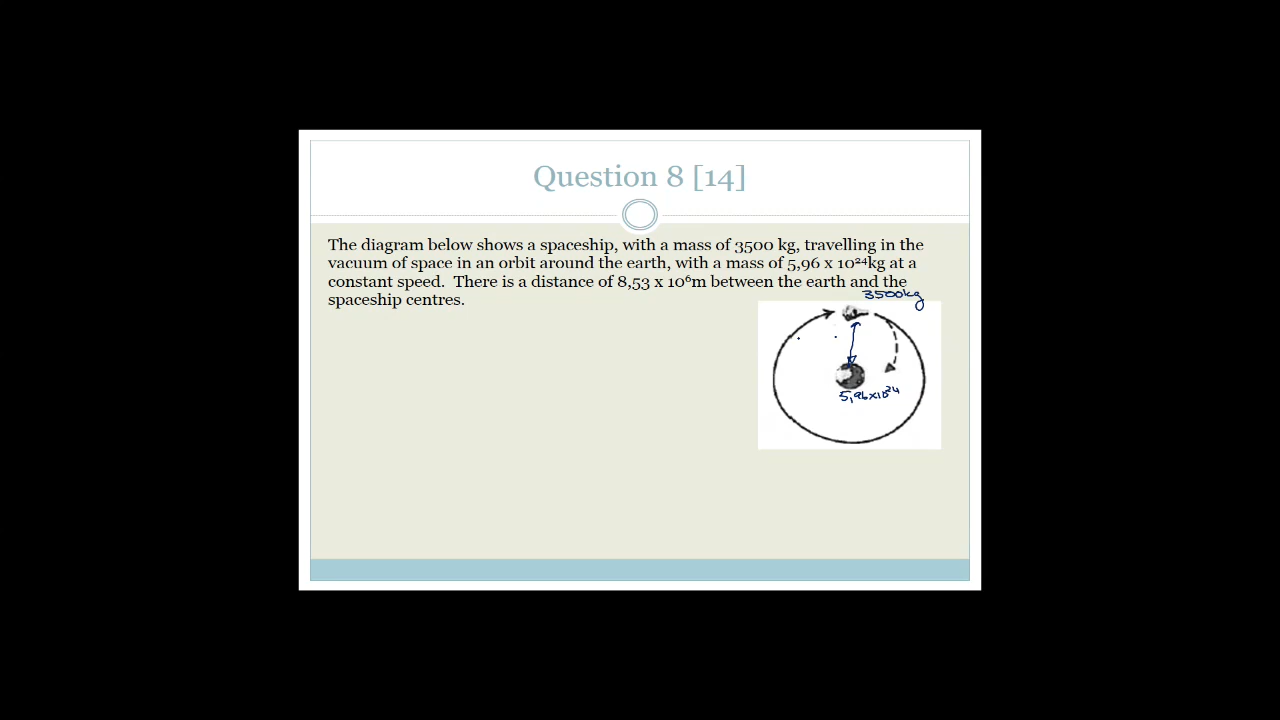 Question 8 [14]
The diagram below shows a spaceship, with a mass of 3500 kg, travelling in the
vacuum of space in an orbit around the earth, with a mass of 5,96 x 10²⁴kg at a
constant speed.  There is a distance of 8,53 x 10⁶m between the earth and the
spaceship centres.
3500kg
5,96x10²⁴